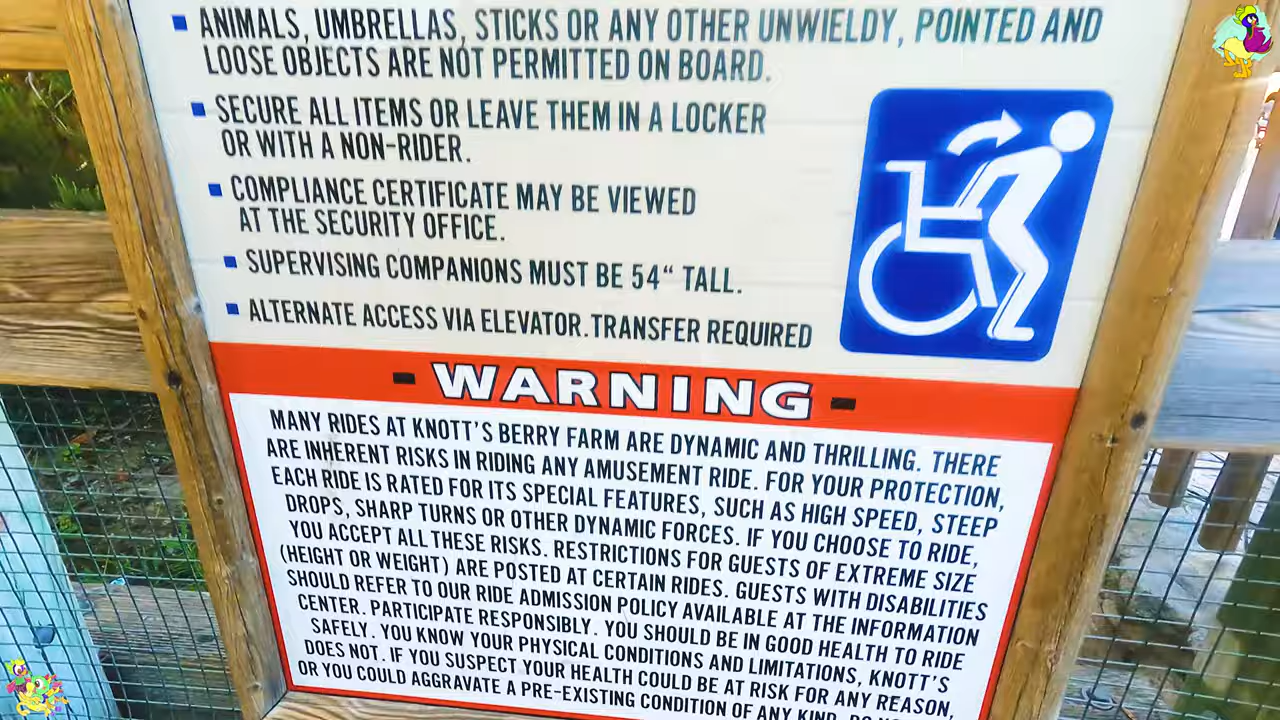 ▪ ANIMALS, UMBRELLAS, STICKS OR ANY OTHER UNWIELDY, POINTED AND
LOOSE OBJECTS ARE NOT PERMITTED ON BOARD.
▪ SECURE ALL ITEMS OR LEAVE THEM IN A LOCKER
OR WITH A NON-RIDER.
▪ COMPLIANCE CERTIFICATE MAY BE VIEWED
AT THE SECURITY OFFICE.
▪ SUPERVISING COMPANIONS MUST BE 54“ TALL.
▪ ALTERNATE ACCESS VIA ELEVATOR.TRANSFER REQUIRED
- WARNING -
MANY RIDES AT KNOTT'S BERRY FARM ARE DYNAMIC AND THRILLING. THERE
ARE INHERENT RISKS IN RIDING ANY AMUSEMENT RIDE. FOR YOUR PROTECTION,
EACH RIDE IS RATED FOR ITS SPECIAL FEATURES, SUCH AS HIGH SPEED, STEEP
DROPS, SHARP TURNS OR OTHER DYNAMIC FORCES. IF YOU CHOOSE TO RIDE,
YOU ACCEPT ALL THESE RISKS. RESTRICTIONS FOR GUESTS OF EXTREME SIZE
(HEIGHT OR WEIGHT) ARE POSTED AT CERTAIN RIDES. GUESTS WITH DISABILITIES
SHOULD REFER TO OUR RIDE ADMISSION POLICY AVAILABLE AT THE INFORMATION
CENTER. PARTICIPATE RESPONSIBLY. YOU SHOULD BE IN GOOD HEALTH TO RIDE
SAFELY. YOU KNOW YOUR PHYSICAL CONDITIONS AND LIMITATIONS, KNOTT'S
DOES NOT. IF YOU SUSPECT YOUR HEALTH COULD BE AT RISK FOR ANY REASON,
OR YOU COULD AGGRAVATE A PRE-EXISTING CONDITION OF ANY KIND,